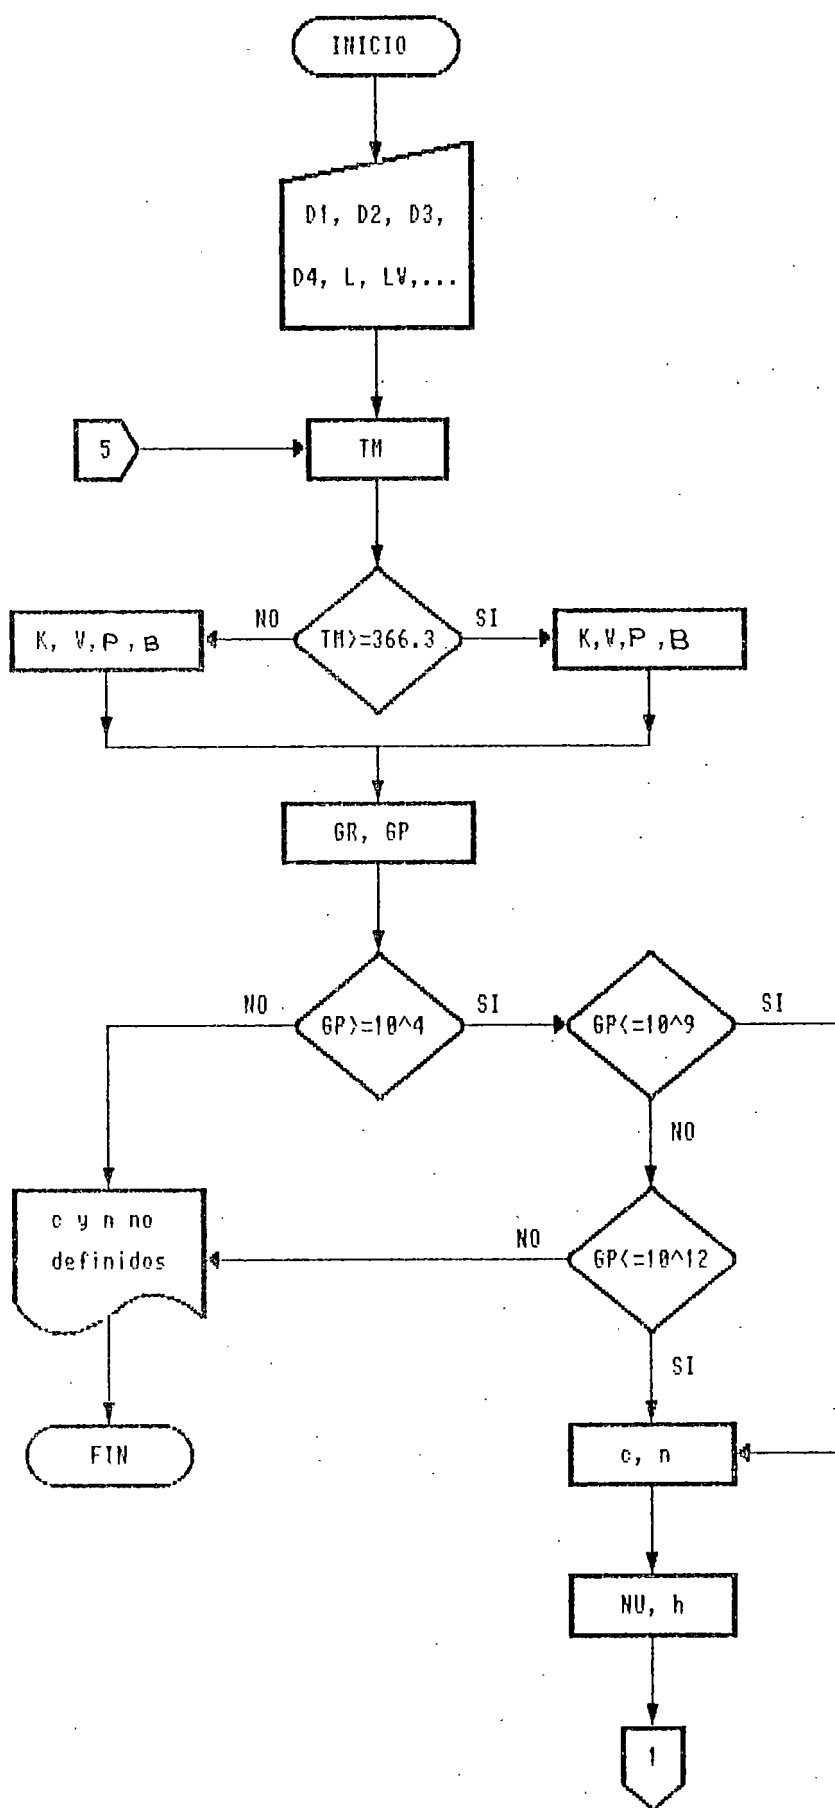 INICIO
D1, D2, D3,
D4, L, LV,...
5
TM
NO
TM>=366.3
SI
K, V, P, B
K, V, P, B
GR, GP
NO
GP>=10^4
SI
GP<=10^9
SI
NO
c y n no
definidos
NO
GP<=10^12
SI
FIN
c, n
NU, h
1